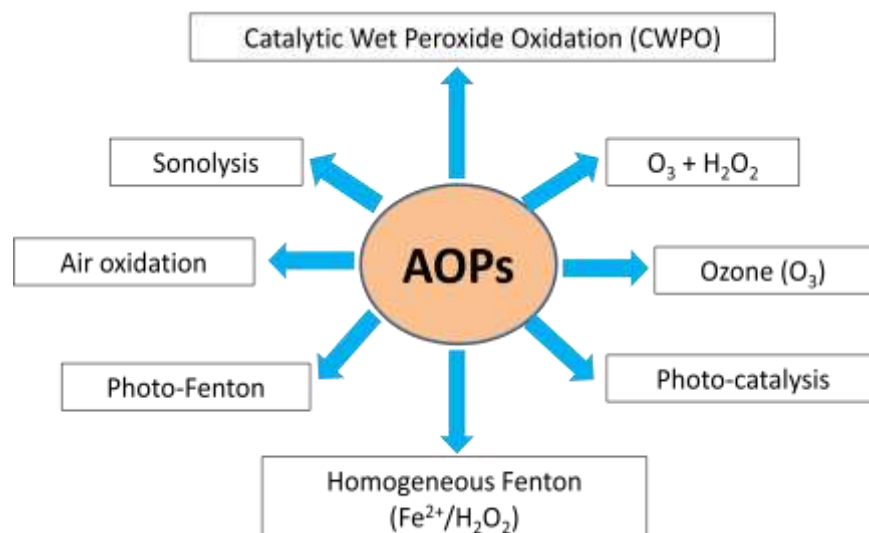 Catalytic Wet Peroxide Oxidation (CWPO)
Sonolysis
O₃ + H₂O₂
Air oxidation
AOPs
Ozone (O₃)
Photo-Fenton
Photo-catalysis
Homogeneous Fenton
(Fe²⁺/H₂O₂)